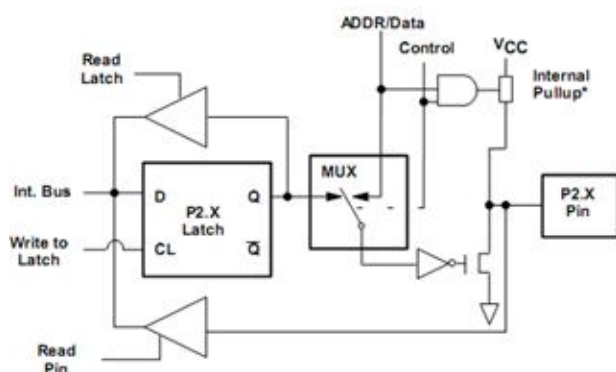 ADDR/Data
Control
VCC
Read
Latch
Internal
Pullup*
MUX
Int. Bus
D
Q
P2.X
Latch
P2.X
Pin
Write to
Latch
CL
Q
Read
Pin